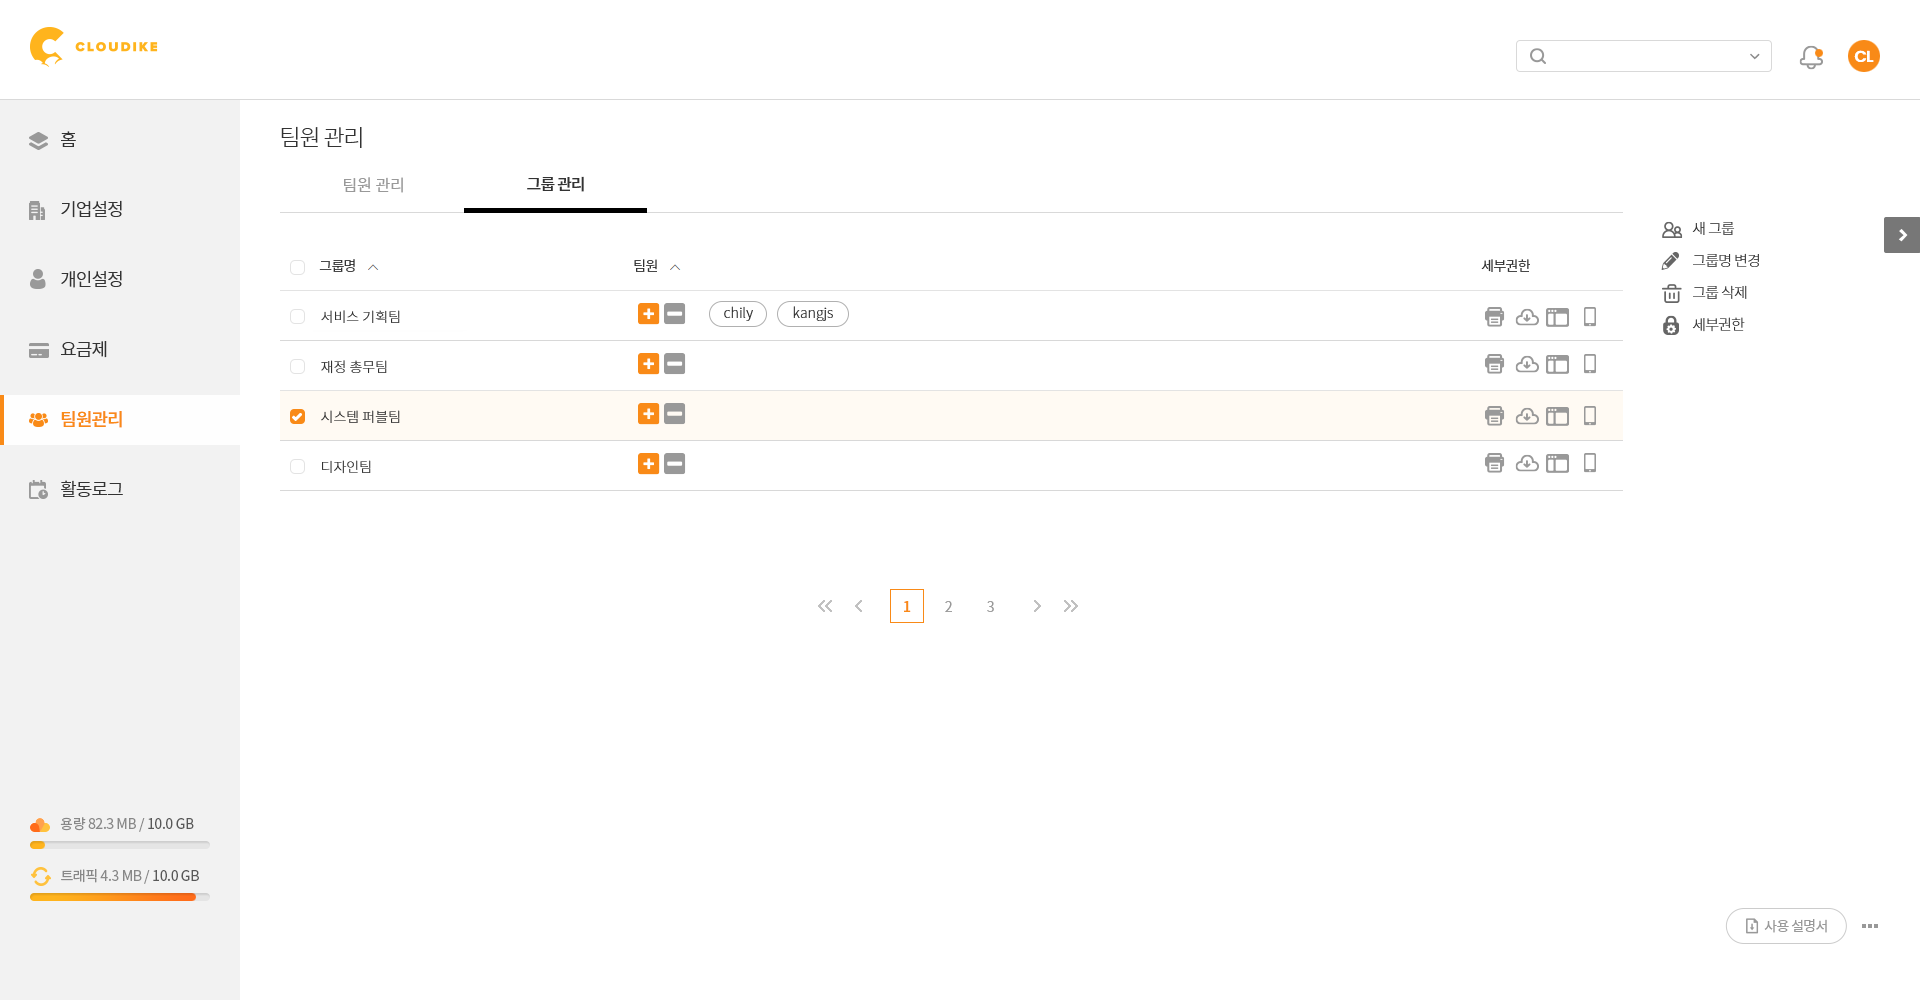 CLOUDIKE
CL
홈
기업설정
개인설정
요금제
팀원관리
활동로그
용량 82.3 MB / 10.0 GB
트래픽 4.3 MB / 10.0 GB
팀원 관리
팀원 관리
그룹 관리
그룹명
팀원
세부권한
서비스 기획팀
chily
kangjs
재정 총무팀
시스템 퍼블팀
디자인팀
1
2
3
새 그룹
그룹명 변경
그룹 삭제
세부권한
사용 설명서